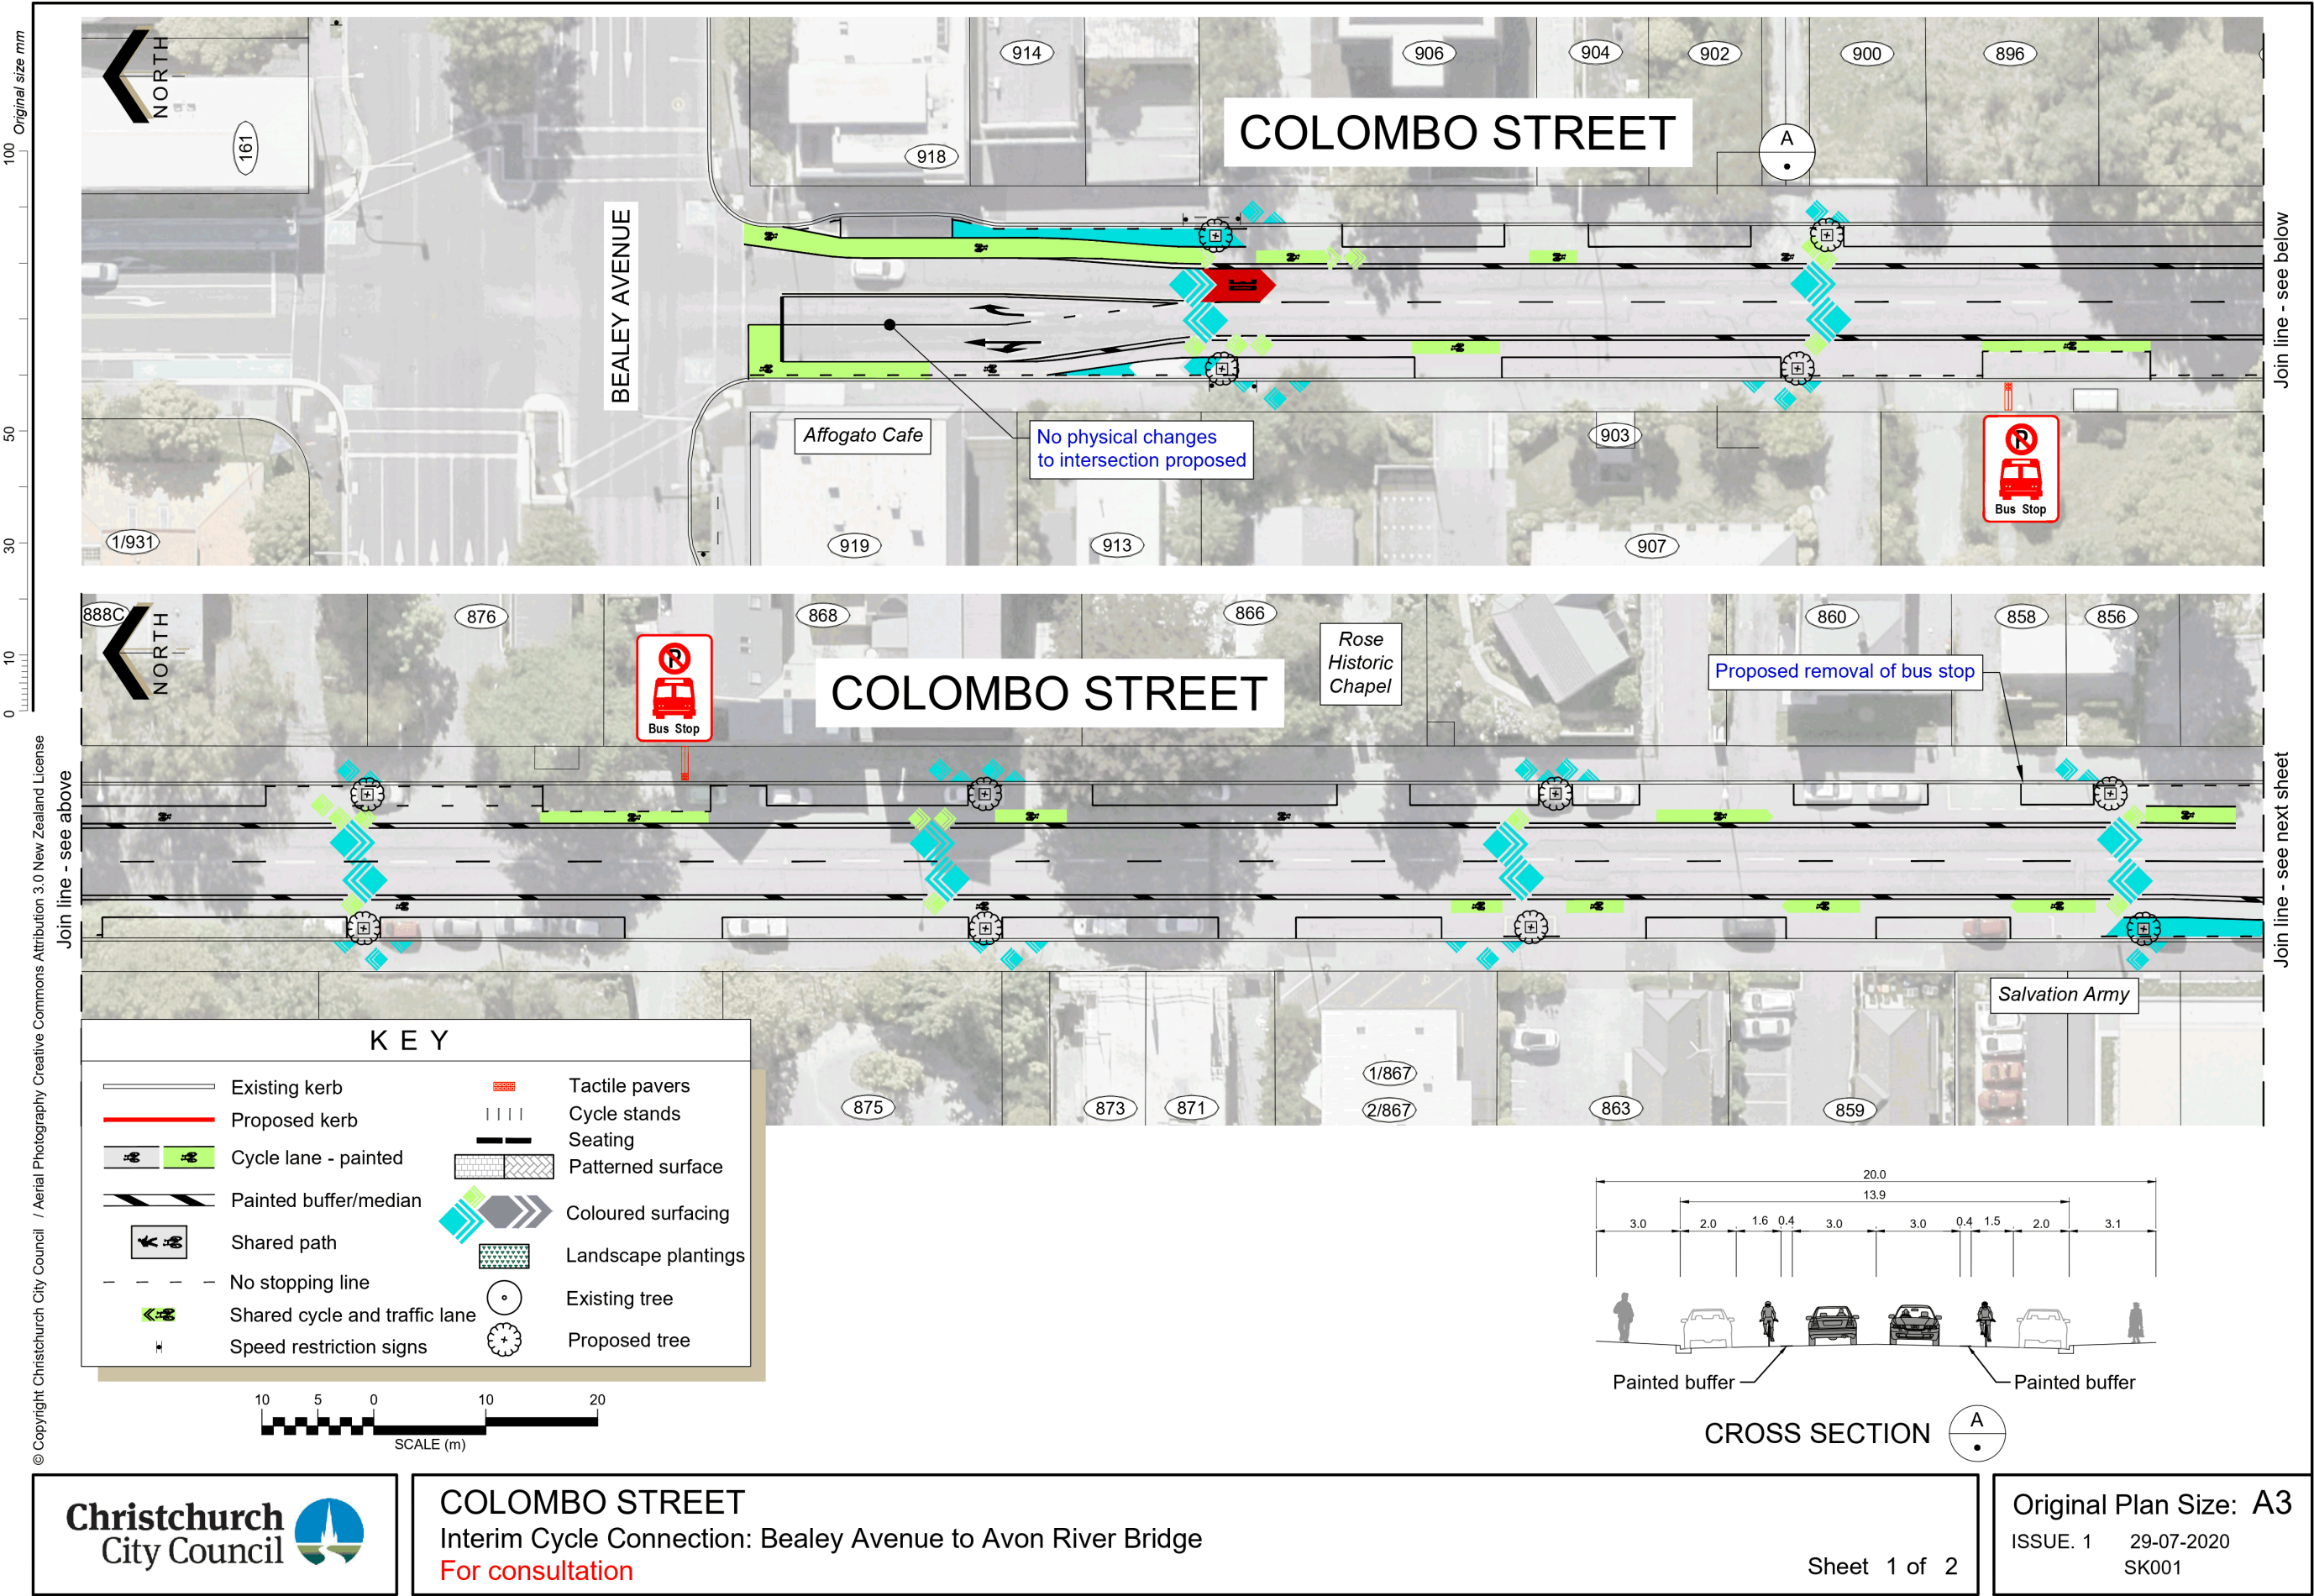 Original size mm
100
50
30
10
0
© Copyright Christchurch City Council / Aerial Photography Creative Commons Attribution 3.0 New Zealand License
NORTH
161
914
906
904
902
900
896
918
COLOMBO STREET
A
BEALEY AVENUE
Join line - see below
Affogato Cafe
No physical changes
to intersection proposed
903
P
Bus Stop
1/931
919
913
907
888C
NORTH
876
868
866
860
858
856
P
Bus Stop
COLOMBO STREET
Rose
Historic
Chapel
Proposed removal of bus stop
Join line - see above
Join line - see next sheet
Salvation Army
875
873
871
1/867
2/867
863
859
KEY
Existing kerb
Proposed kerb
Cycle lane - painted
Painted buffer/median
Shared path
No stopping line
Shared cycle and traffic lane
Speed restriction signs
Tactile pavers
Cycle stands
Seating
Patterned surface
Coloured surfacing
Landscape plantings
Existing tree
Proposed tree
10 5 0 10 20
SCALE (m)
20.0
13.9
3.0 2.0 1.6 0.4 3.0 3.0 0.4 1.5 2.0 3.1
Painted buffer
Painted buffer
CROSS SECTION
A
Christchurch
City Council
COLOMBO STREET
Interim Cycle Connection: Bealey Avenue to Avon River Bridge
For consultation
Sheet 1 of 2
Original Plan Size: A3
ISSUE. 1 29-07-2020
SK001